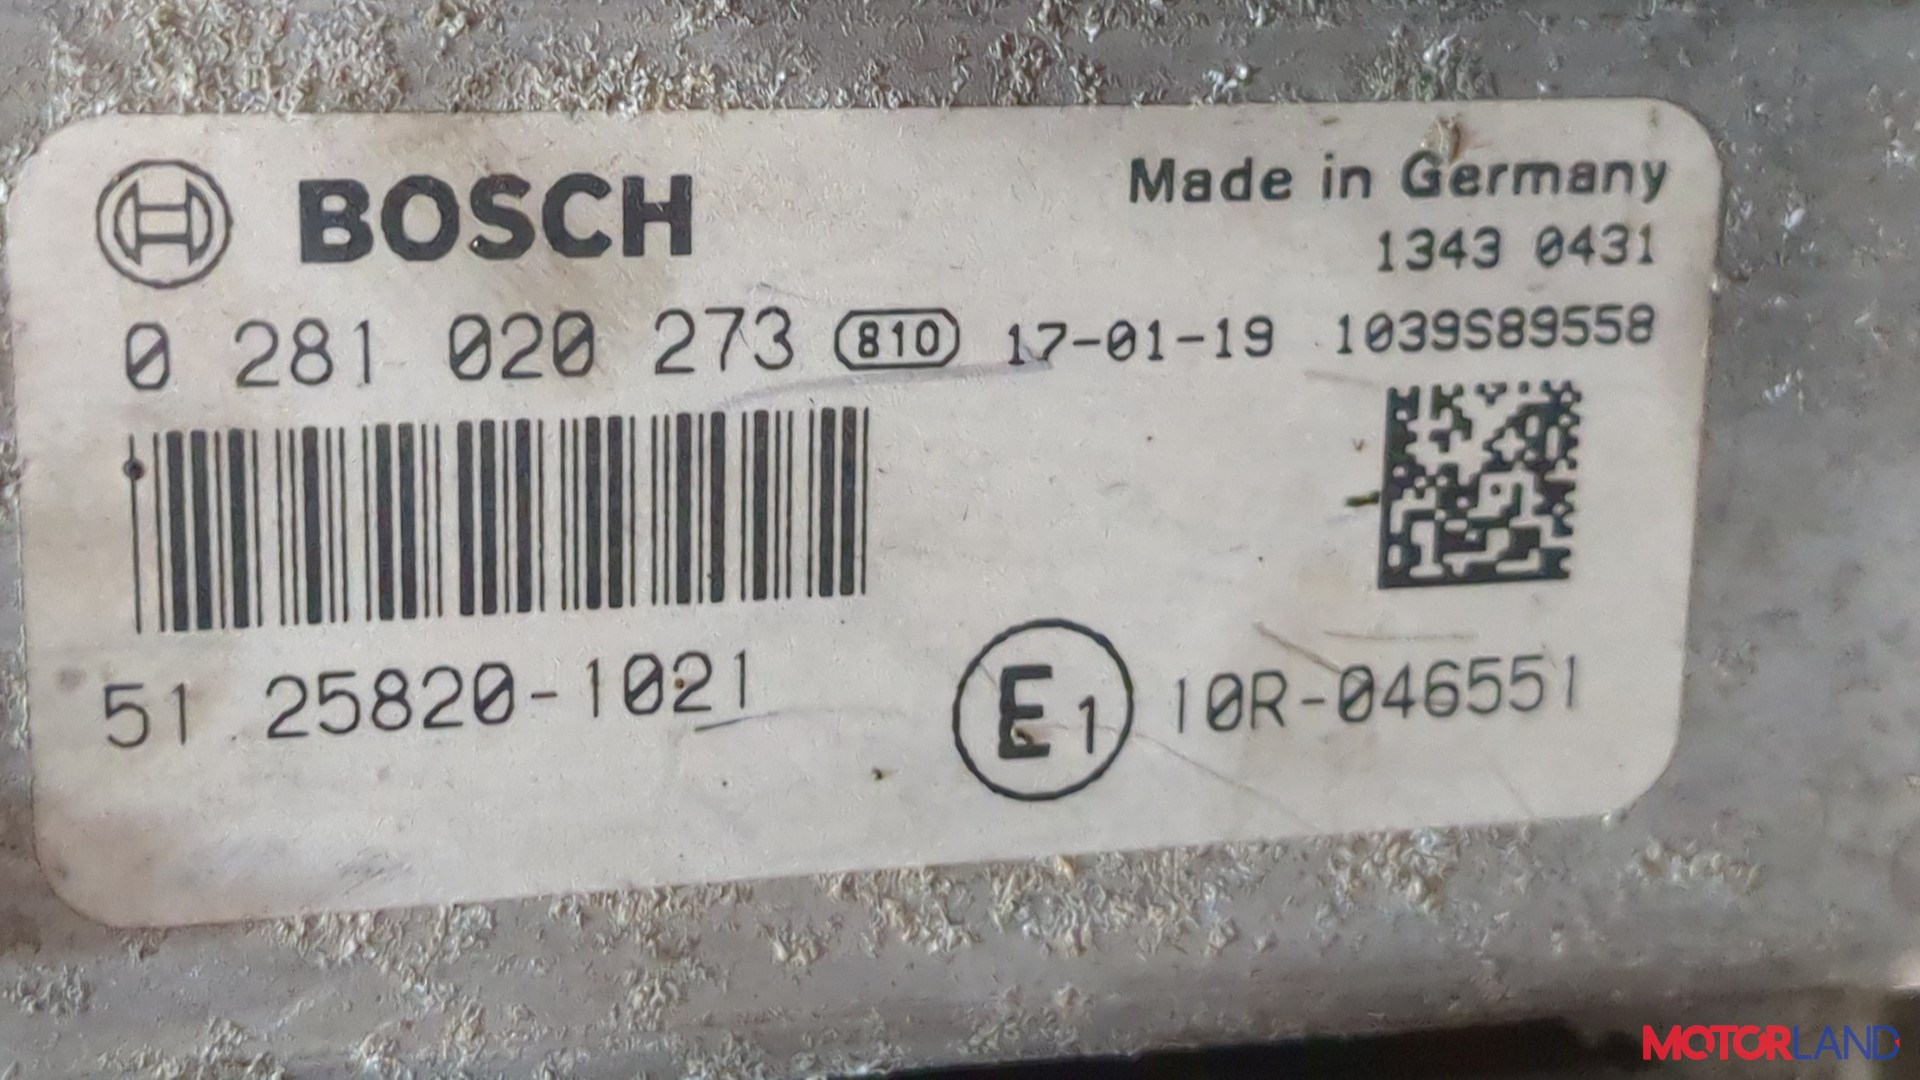 BOSCH
Made in Germany
1343 0431
0 281 020 273 810 17-01-19 1039S89558
51 25820-1021
E1 10R-046551
MOTORLAND